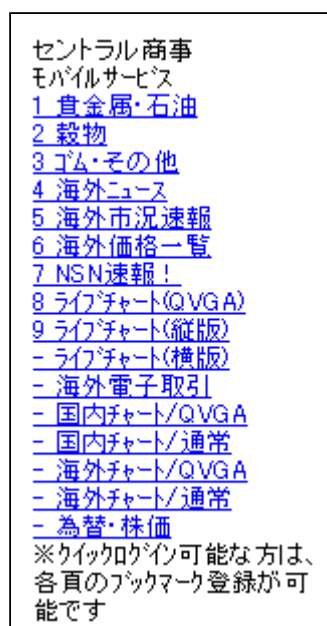 セントラル商事
ﾓﾊﾞｲﾙｻｰﾋﾞｽ
1 貴金属･石油
2 穀物
3 ｺﾞﾑ･その他
4 海外ﾆｭｰｽ
5 海外市況速報
6 海外価格一覧
7 NSN速報！
8 ﾗｲﾌﾞﾁｬｰﾄ(QVGA)
9 ﾗｲﾌﾞﾁｬｰﾄ(縦版)
- ﾗｲﾌﾞﾁｬｰﾄ(横版)
- 海外電子取引
- 国内ﾁｬｰﾄ/QVGA
- 国内ﾁｬｰﾄ/通常
- 海外ﾁｬｰﾄ/QVGA
- 海外ﾁｬｰﾄ/通常
- 為替･株価
※ｸｲｯｸﾛｸﾞｲﾝ可能な方は、
各頁のﾌﾞｯｸﾏｰｸ登録が可
能です